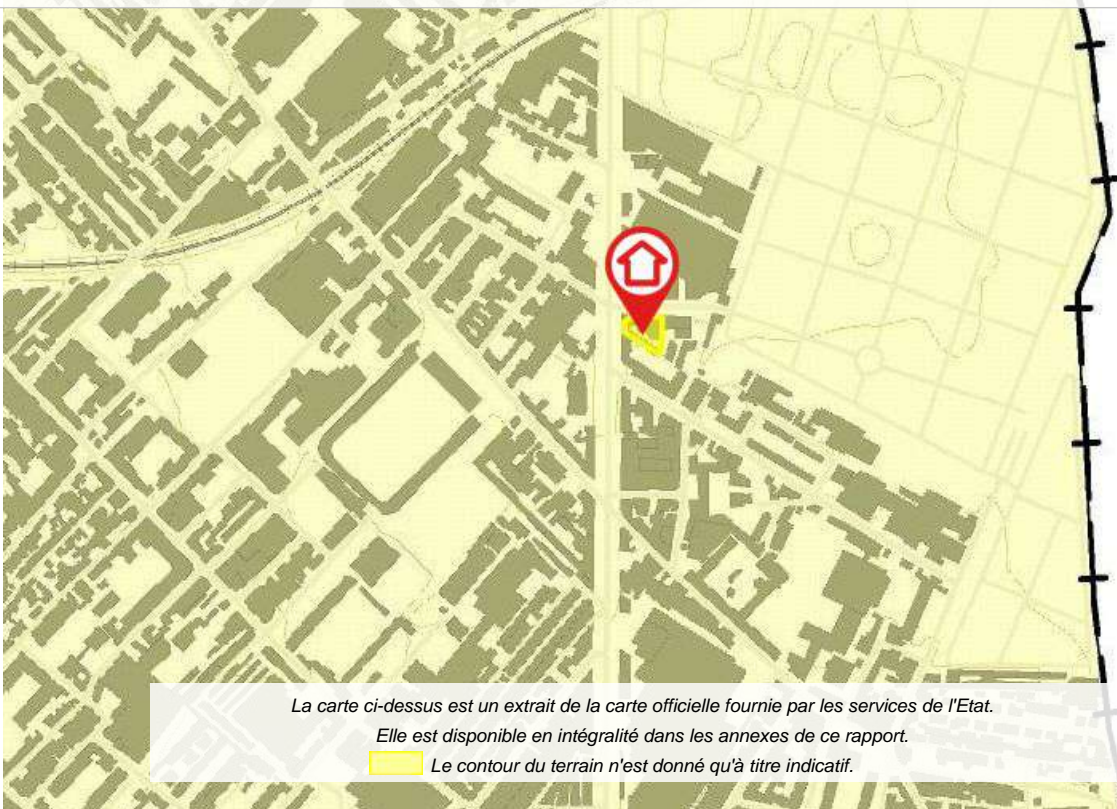 La carte ci-dessus est un extrait de la carte officielle fournie par les services de l'Etat.
Elle est disponible en intégralité dans les annexes de ce rapport.
Le contour du terrain n'est donné qu'à titre indicatif.